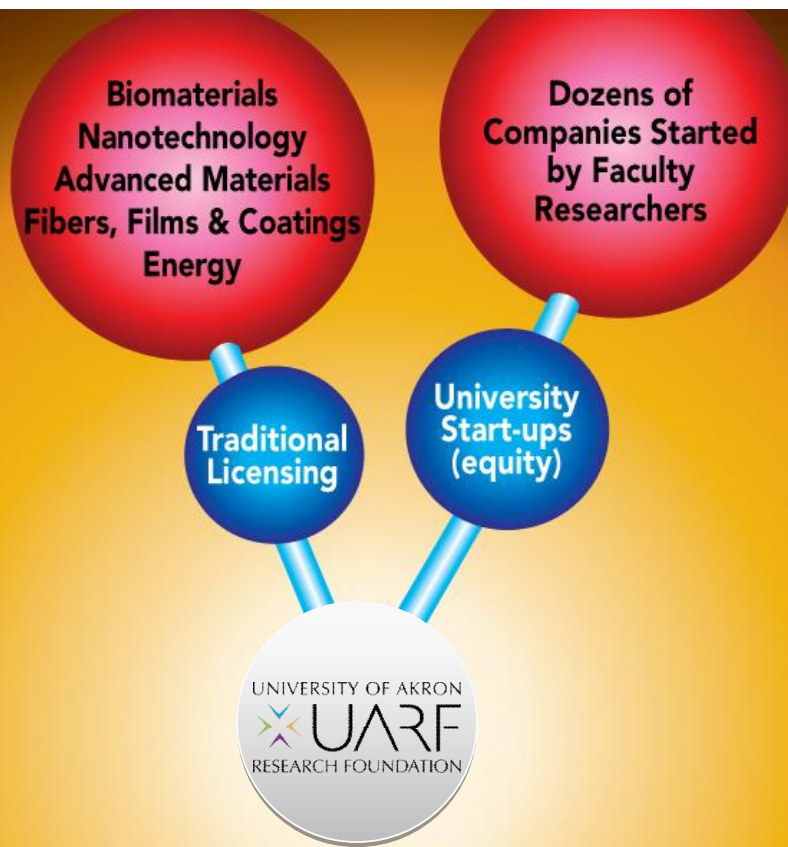 Biomaterials
Nanotechnology
Advanced Materials
Fibers, Films & Coatings
Energy
Dozens of
Companies Started
by Faculty
Researchers
Traditional
Licensing
University
Start-ups
(equity)
UNIVERSITY OF AKRON
UARF
RESEARCH FOUNDATION